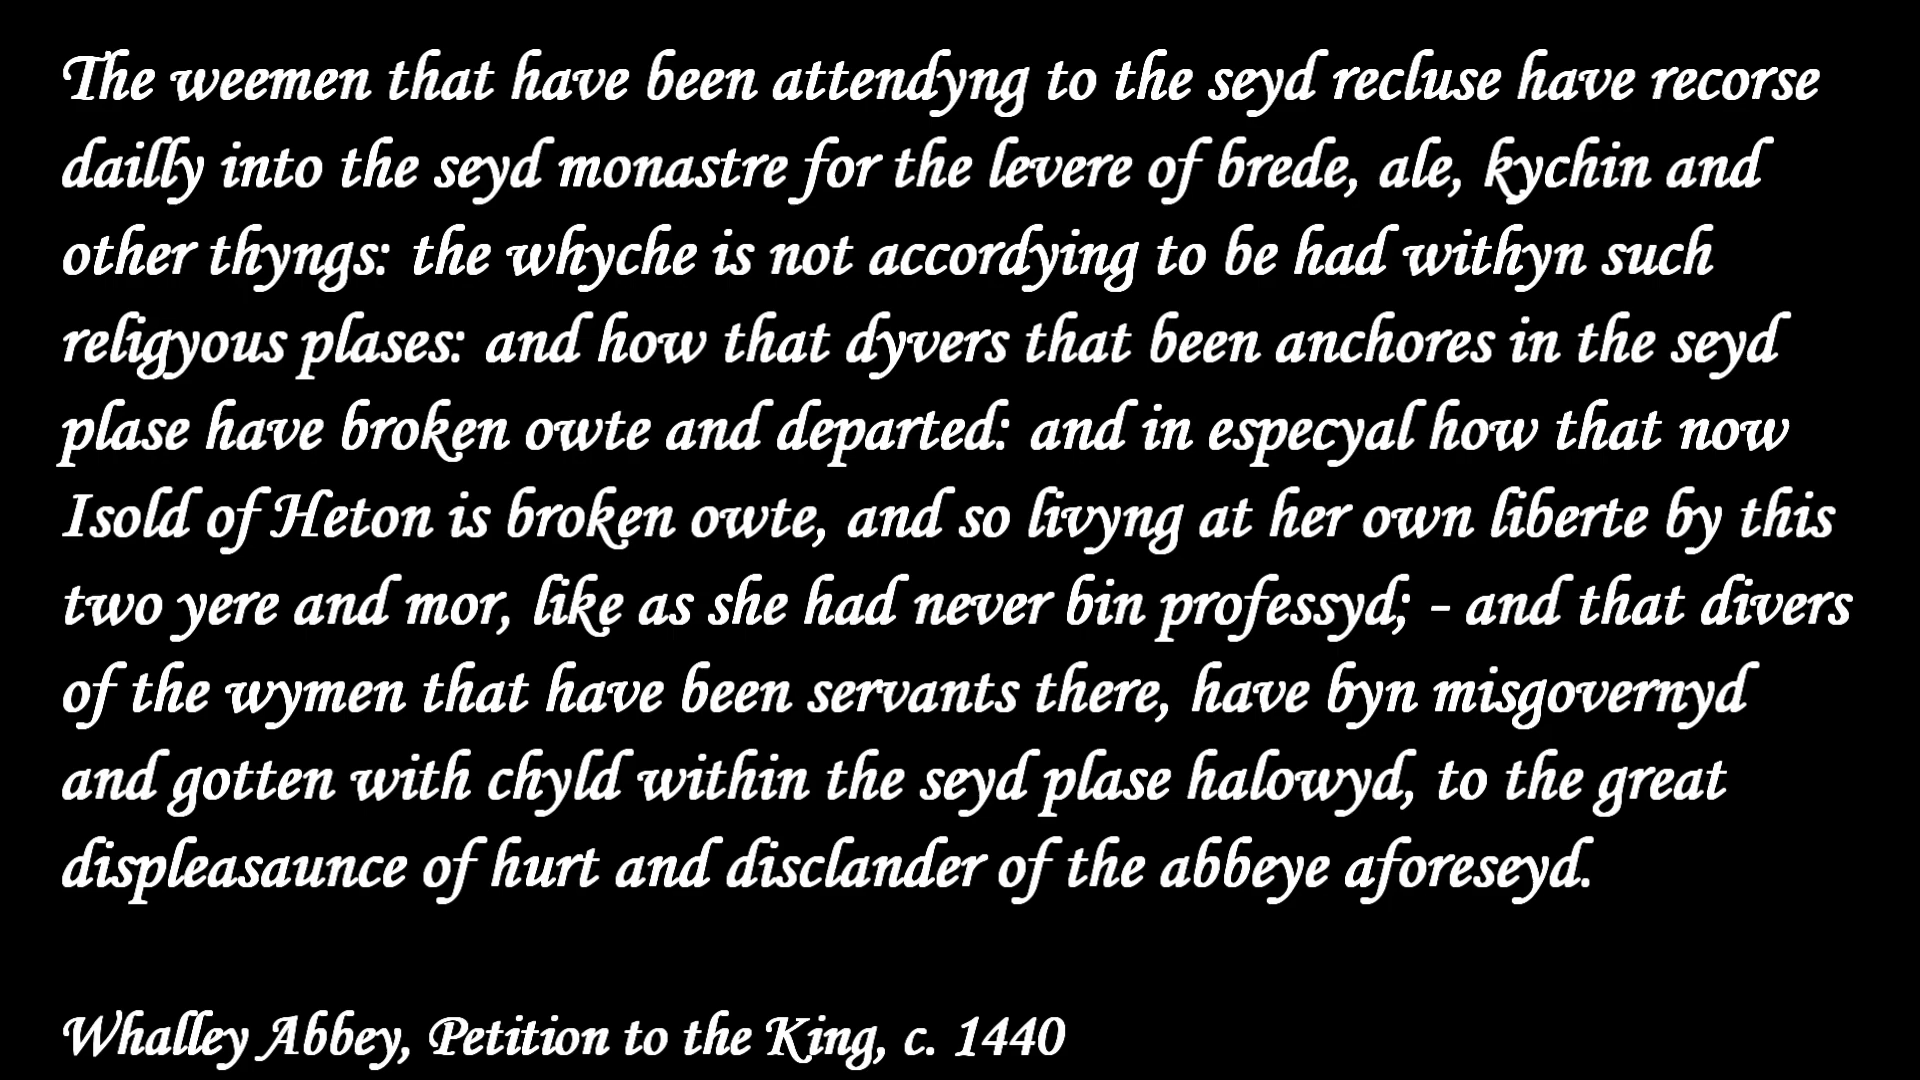 The weemen that have been attendyng to the seyd recluse have recorse
dailly into the seyd monastre for the levere of brede, ale, kychin and
other thyngs: the whyche is not accordying to be had withyn such
religyous plases: and how that dyvers that been anchores in the seyd
plase have broken owte and departed: and in especyal how that now
Isold of Heton is broken owte, and so livyng at her own liberte by this
two yere and mor, like as she had never bin professyd; - and that divers
of the wymen that have been servants there, have byn misgovernyd
and gotten with chyld within the seyd plase halowyd, to the great
displeasaunce of hurt and disclander of the abbeye aforeseyd.
Whalley Abbey, Petition to the King, c. 1440